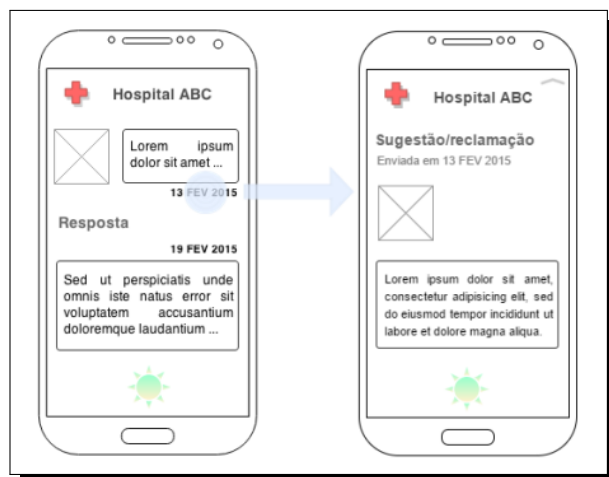 Hospital ABC
Lorem ipsum
dolor sit amet ...
13 FEV 2015
Resposta
19 FEV 2015
Sed ut perspiciatis unde
omnis iste natus error sit
voluptatem accusantium
doloremque laudantium ...
Hospital ABC
Sugestão/reclamação
Enviada em 13 FEV 2015
Lorem ipsum dolor sit amet,
consectetur adipisicing elit, sed
do eiusmod tempor incididunt ut
labore et dolore magna aliqua.